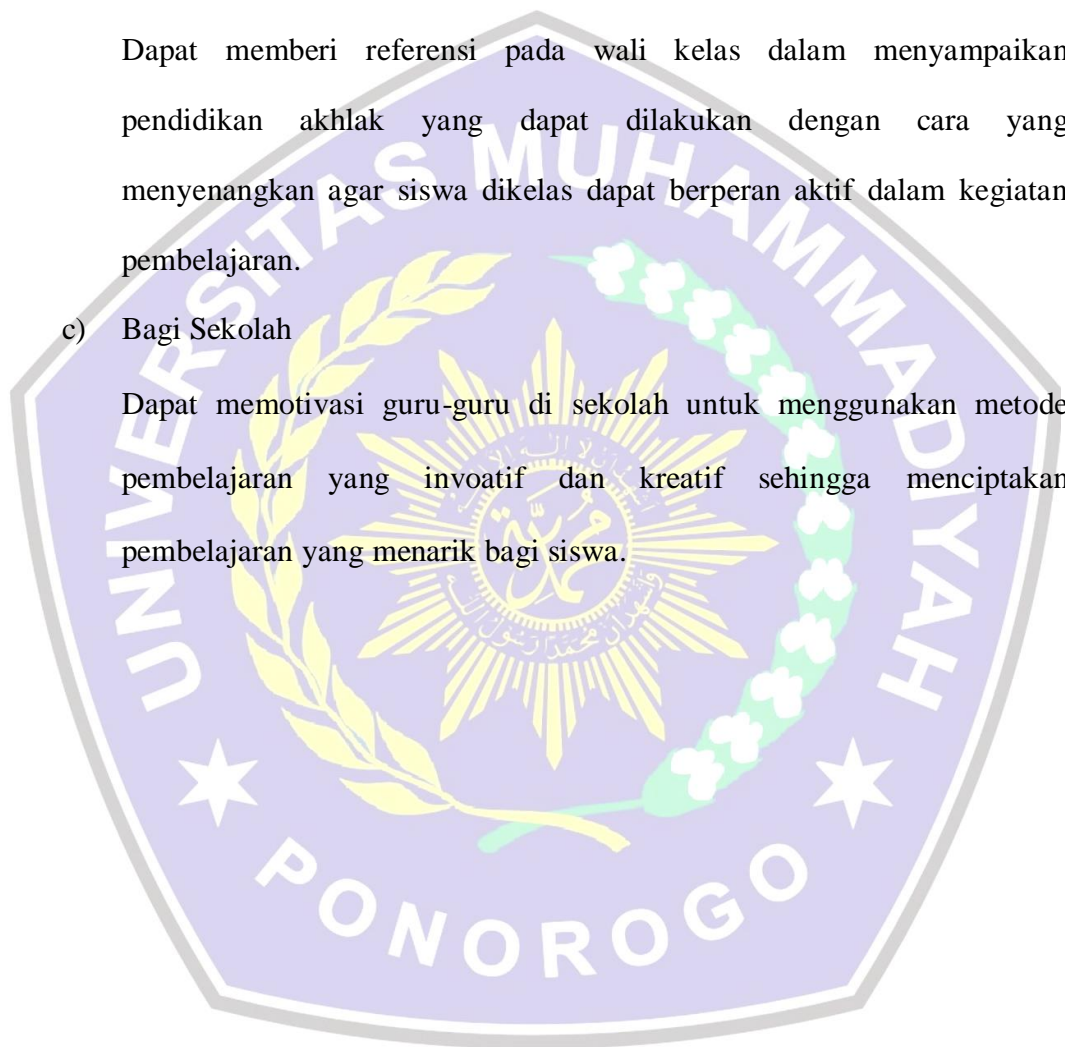 Dapat memberi referensi pada wali kelas dalam menyampaikan
pendidikan akhlak yang dapat dilakukan dengan cara yang
menyenangkan agar siswa dikelas dapat berperan aktif dalam kegiatan
pembelajaran.
c) Bagi Sekolah
Dapat memotivasi guru-guru di sekolah untuk menggunakan metode
pembelajaran yang invoatif dan kreatif sehingga menciptakan
pembelajaran yang menarik bagi siswa.
UNIVERSITAS MUHAMMADIYAH
PONOROGO
محمدية